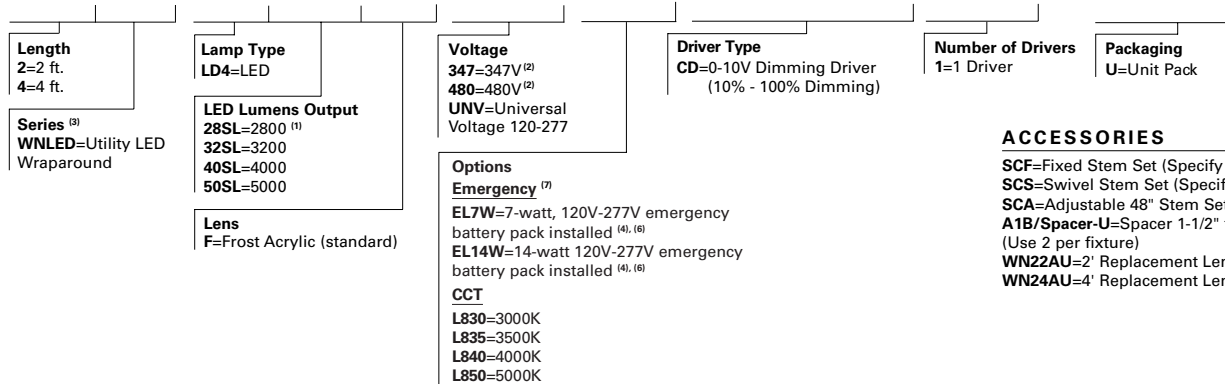 Length
2=2 ft.
4=4 ft.
Series (3)
WNLED=Utility LED
Wraparound
Lamp Type
LD4=LED
LED Lumens Output
28SL=2800 (1)
32SL=3200
40SL=4000
50SL=5000
Lens
F=Frost Acrylic (standard)
Voltage
347=347V (2)
480=480V (2)
UNV=Universal
Voltage 120-277
Options
Emergency (7)
EL7W=7-watt, 120V-277V emergency
battery pack installed (4), (6)
EL14W=14-watt 120V-277V emergency
battery pack installed (4), (6)
CCT
L830=3000K
L835=3500K
L840=4000K
L850=5000K
Driver Type
CD=0-10V Dimming Driver
(10% - 100% Dimming)
Number of Drivers
1=1 Driver
Packaging
U=Unit Pack
ACCESSORIES
SCF=Fixed Stem Set (Specify
SCS=Swivel Stem Set
SCA=Adjustable 48" Stem Set
A1B/Spacer-U=Spacer 1-1/2"
(Use 2 per fixture)
WN22AU=2' Replacement
WN24AU=4' Replacement